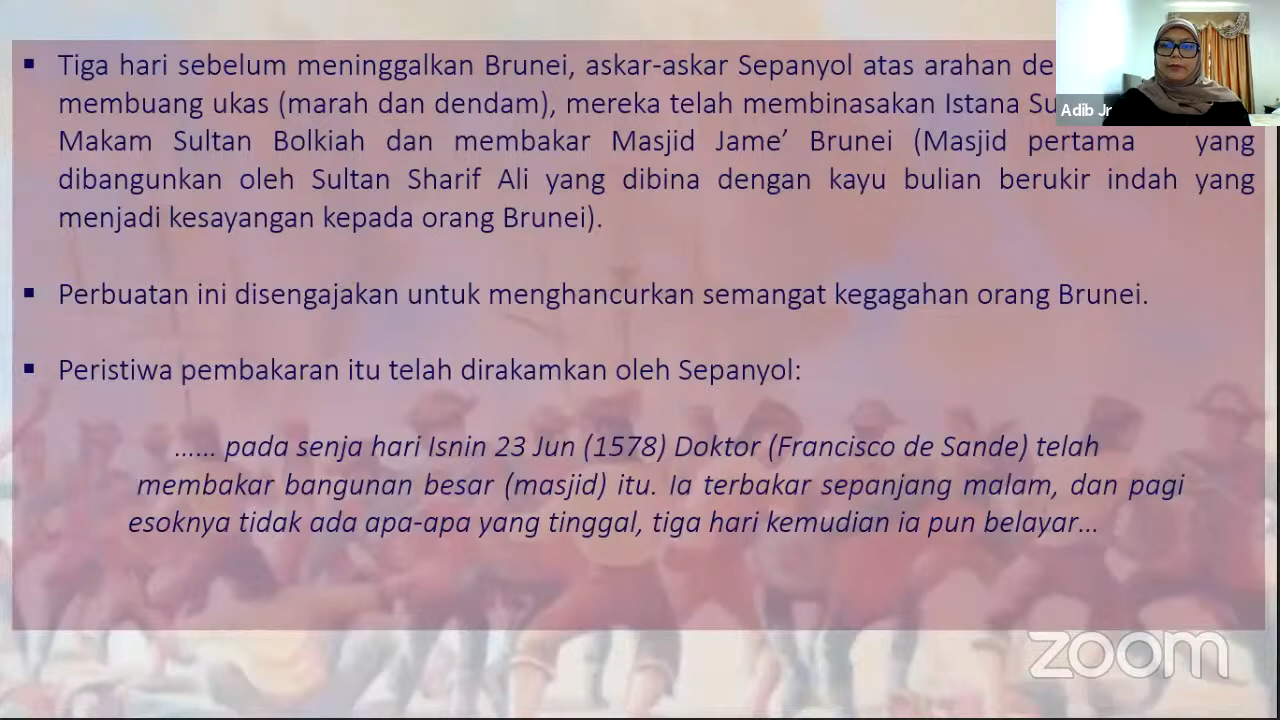 ▪ Tiga hari sebelum meninggalkan Brunei, askar-askar Sepanyol atas arahan de
membuang ukas (marah dan dendam), mereka telah membinasakan Istana Su
Makam Sultan Bolkiah dan membakar Masjid Jame’ Brunei (Masjid pertama yang
dibangunkan oleh Sultan Sharif Ali yang dibina dengan kayu bulian berukir indah yang
menjadi kesayangan kepada orang Brunei).
▪ Perbuatan ini disengajakan untuk menghancurkan semangat kegagahan orang Brunei.
▪ Peristiwa pembakaran itu telah dirakamkan oleh Sepanyol:
...... pada senja hari Isnin 23 Jun (1578) Doktor (Francisco de Sande) telah
membakar bangunan besar (masjid) itu. Ia terbakar sepanjang malam, dan pagi
esoknya tidak ada apa-apa yang tinggal, tiga hari kemudian ia pun belayar...
Adib Jr
zoom